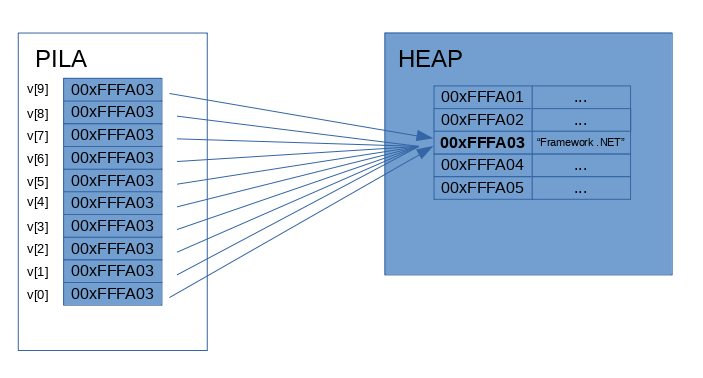 PILA
v[9] 00xFFFA03
v[8] 00xFFFA03
v[7] 00xFFFA03
v[6] 00xFFFA03
v[5] 00xFFFA03
v[4] 00xFFFA03
v[3] 00xFFFA03
v[2] 00xFFFA03
v[1] 00xFFFA03
v[0] 00xFFFA03
HEAP
00xFFFA01 ...
00xFFFA02 ...
00xFFFA03 “Framework .NET”
00xFFFA04 ...
00xFFFA05 ...